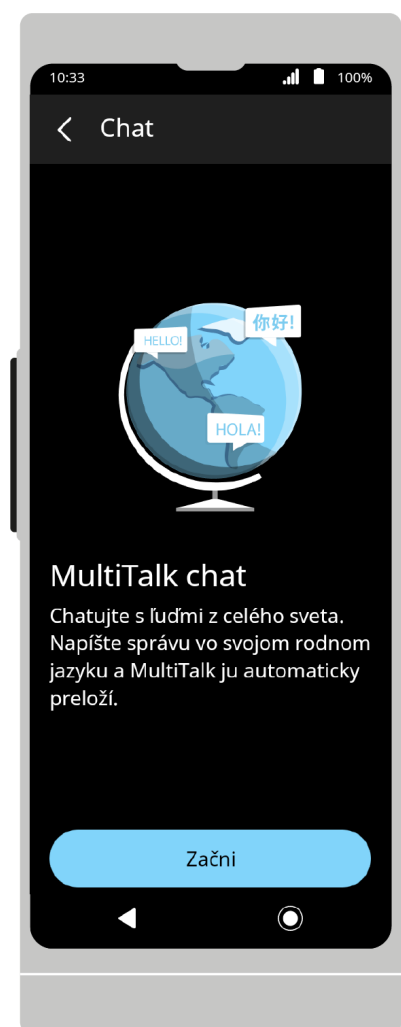 10:33
100%
Chat
你好!
HELLO!
HOLA!
MultiTalk chat
Chatujte s ľuďmi z celého sveta.
Napíšte správu vo svojom rodnom
jazyku a MultiTalk ju automaticky
preloží.
Začni